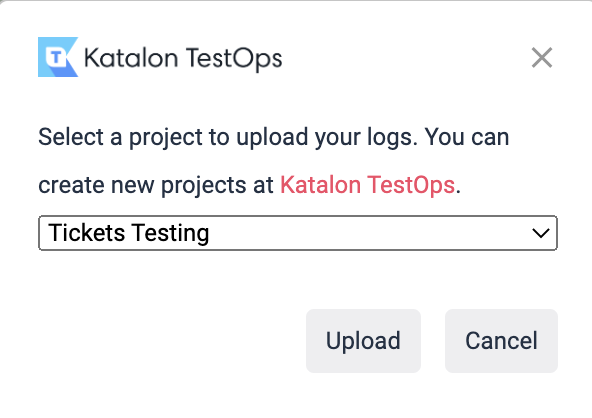 Katalon TestOps
Select a project to upload your logs. You can
create new projects at Katalon TestOps.
Tickets Testing
Upload Cancel